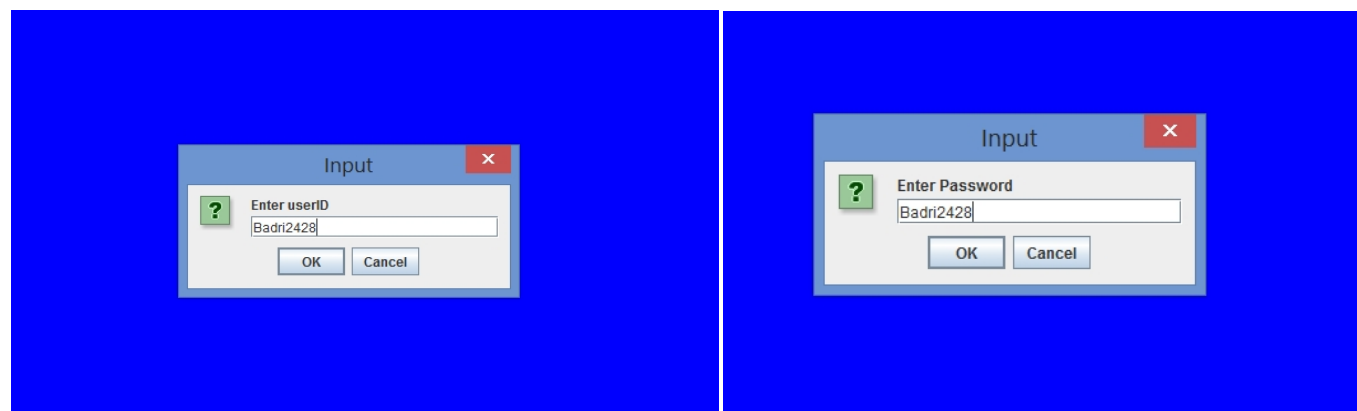 Input
Enter userID
Badri2428
OK Cancel
Input
Enter Password
Badri2428
OK Cancel